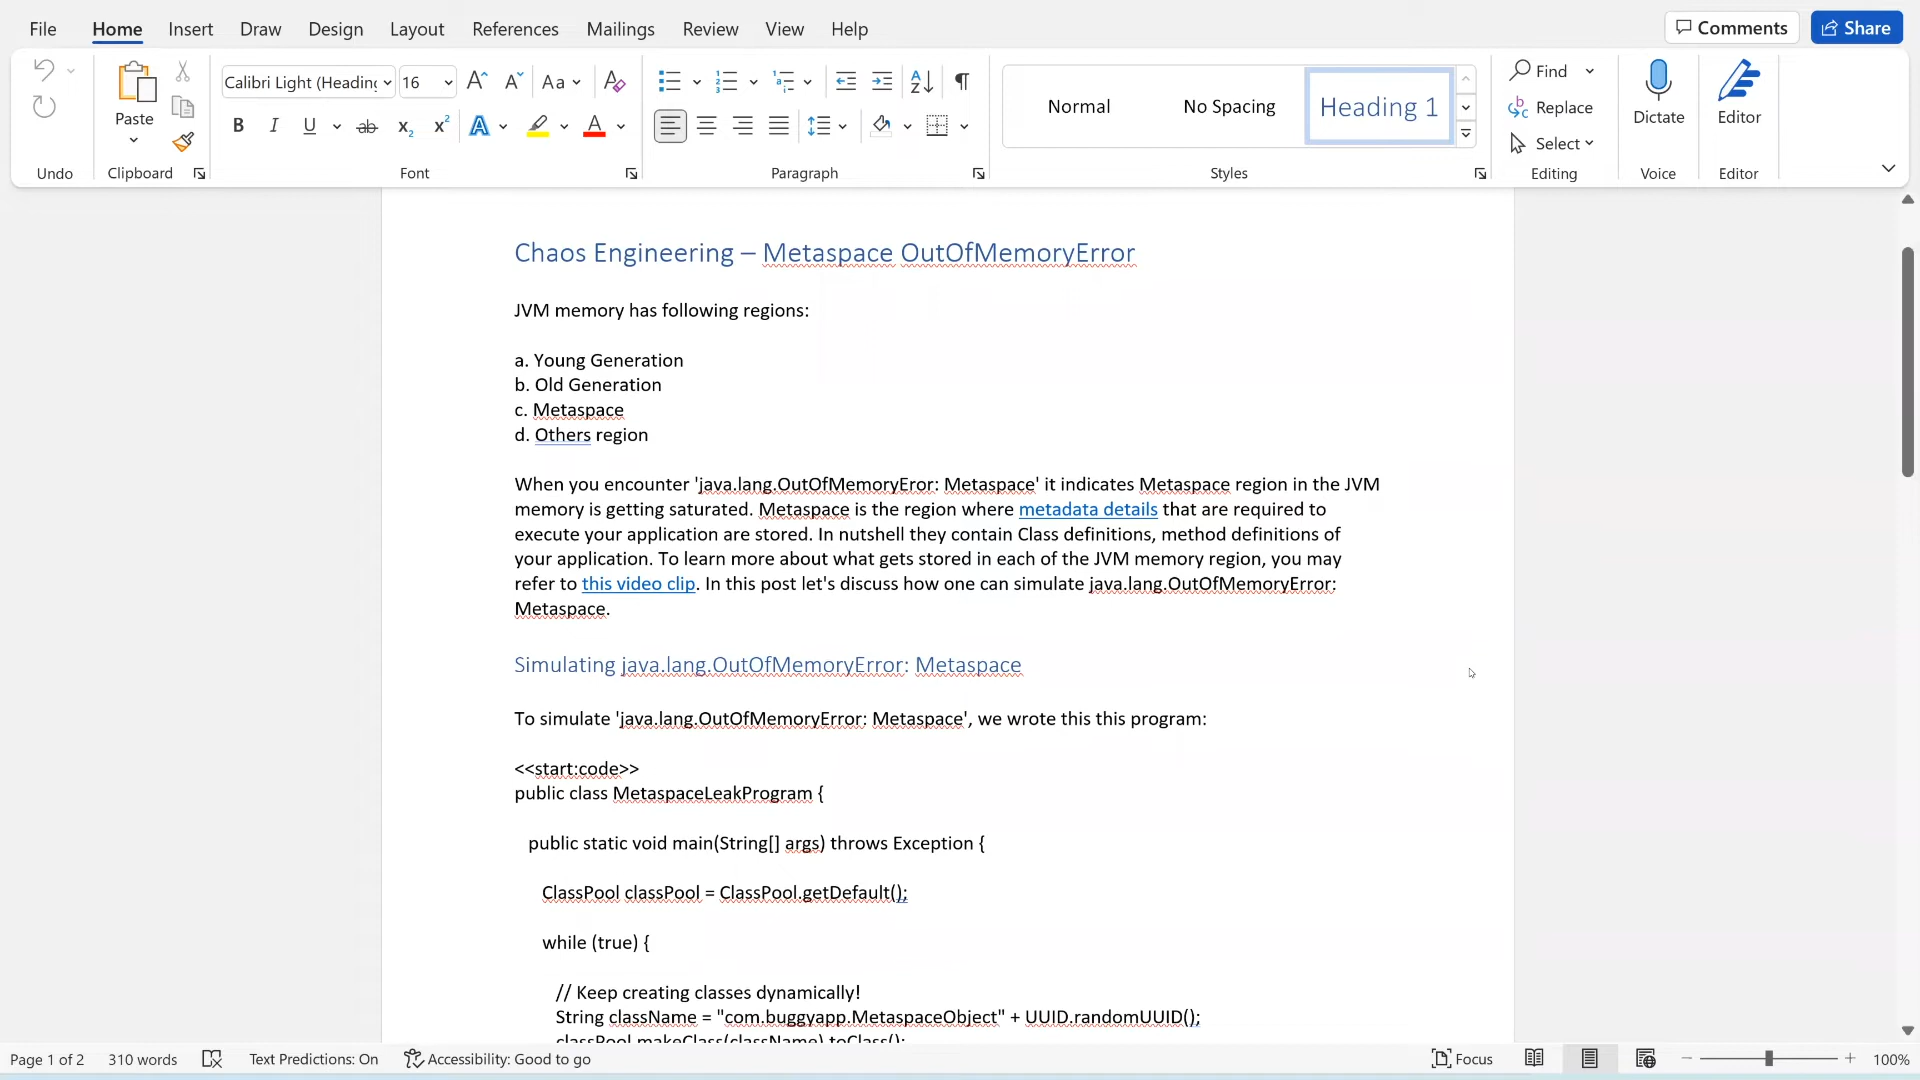 File Home Insert Draw Design Layout References Mailings Review View Help Comments Share
Calibri Light (Heading 16 Aa
Paste
Normal No Spacing Heading 1
Find
Replace
Select
Dictate
Editor
Undo Clipboard Font Paragraph Styles Editing Voice Editor
Chaos Engineering – Metaspace OutOfMemoryError
JVM memory has following regions:
a. Young Generation
b. Old Generation
c. Metaspace
d. Others region
When you encounter 'java.lang.OutOfMemoryEror: Metaspace' it indicates Metaspace region in the JVM
memory is getting saturated. Metaspace is the region where metadata details that are required to
execute your application are stored. In nutshell they contain Class definitions, method definitions of
your application. To learn more about what gets stored in each of the JVM memory region, you may
refer to this video clip. In this post let's discuss how one can simulate java.lang.OutOfMemoryError:
Metaspace.
Simulating java.lang.OutOfMemoryError: Metaspace
To simulate 'java.lang.OutOfMemoryError: Metaspace', we wrote this this program:
<<start:code>>
public class MetaspaceLeakProgram {
public static void main(String[] args) throws Exception {
ClassPool classPool = ClassPool.getDefault();
while (true) {
// Keep creating classes dynamically!
String className = "com.buggyapp.MetaspaceObject" + UUID.randomUUID();
classPool.makeClass(className).toClass();
Page 1 of 2 310 words Text Predictions: On Accessibility: Good to go Focus 100%